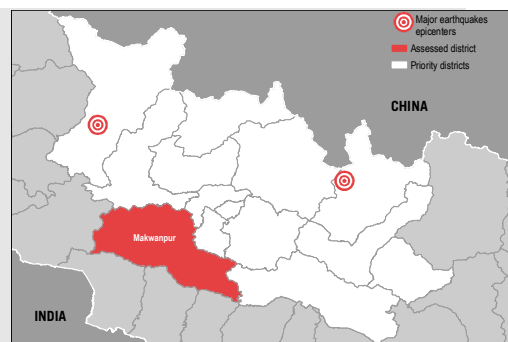 Major earthquakes
epicenters
Assessed district
Priority districts
CHINA
Makwanpur
INDIA